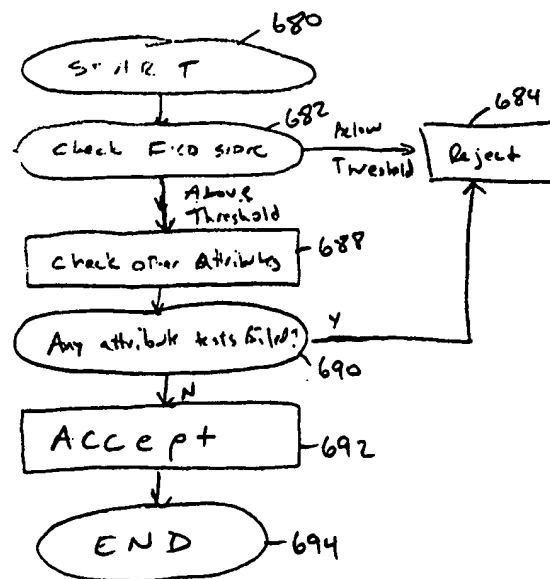 680
START
682
Check FICO score
Below
Threshold
684
Reject
Above
Threshold
Check other Attributes
688
Any attribute tests failed?
Y
690
N
Accept
692
END
694